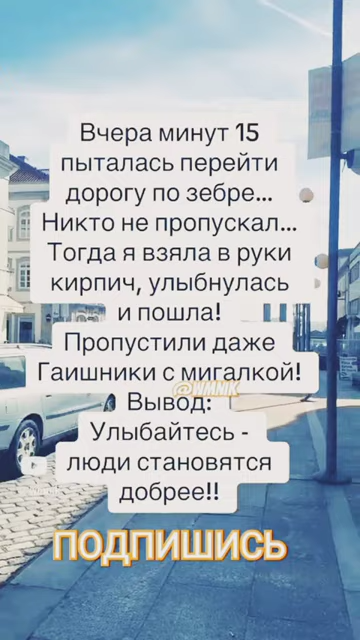 Вчера минут 15
пыталась перейти
дорогу по зебре...
Никто не пропускал...
Тогда я взяла в руки
кирпич, улыбнулась
и пошла!
Пропустили даже
Гаишники с мигалкой!
@WMNIK
Вывод:
Улыбайтесь -
люди становятся
добрее!!
ПОДПИШИСЬ